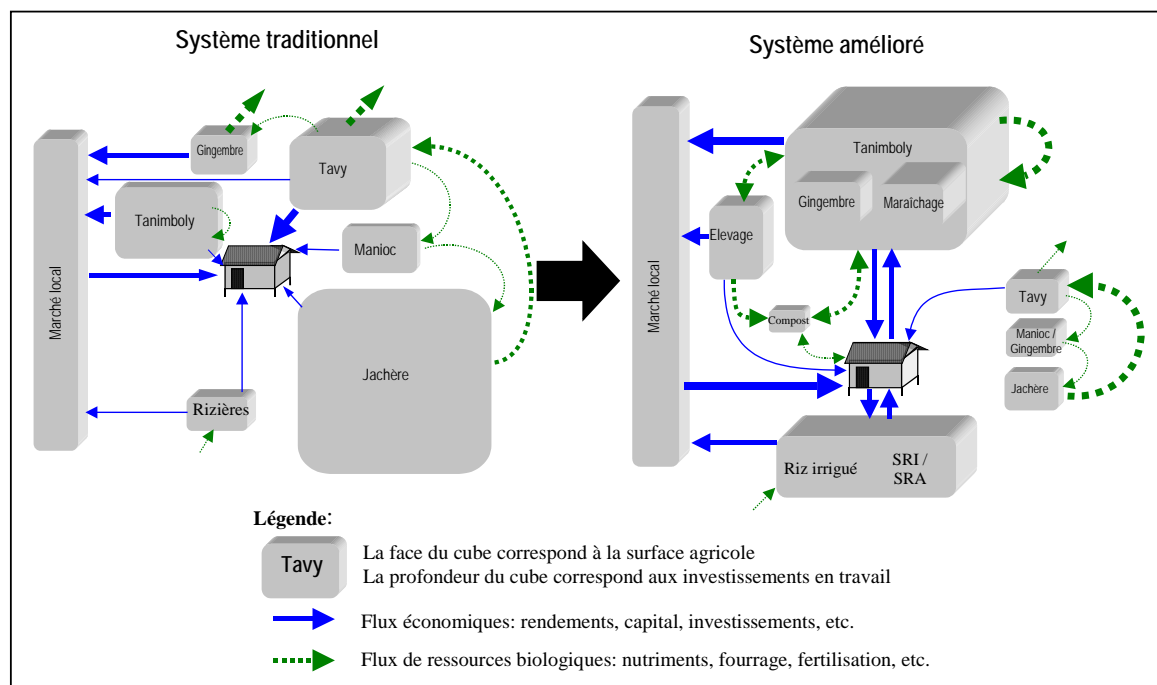 Système traditionnel
Marché local
Gingembre
Tavy
Tanimboly
Manioc
Jachère
Rizières
Système amélioré
Marché local
Tanimboly
Gingembre
Maraîchage
Elevage
Compost
Tavy
Manioc /
Gingembre
Jachère
Riz irrigué
SRI /
SRA
Légende:
Tavy
La face du cube correspond à la surface agricole
La profondeur du cube correspond aux investissements en travail
Flux économiques: rendements, capital, investissements, etc.
Flux de ressources biologiques: nutriments, fourrage, fertilisation, etc.